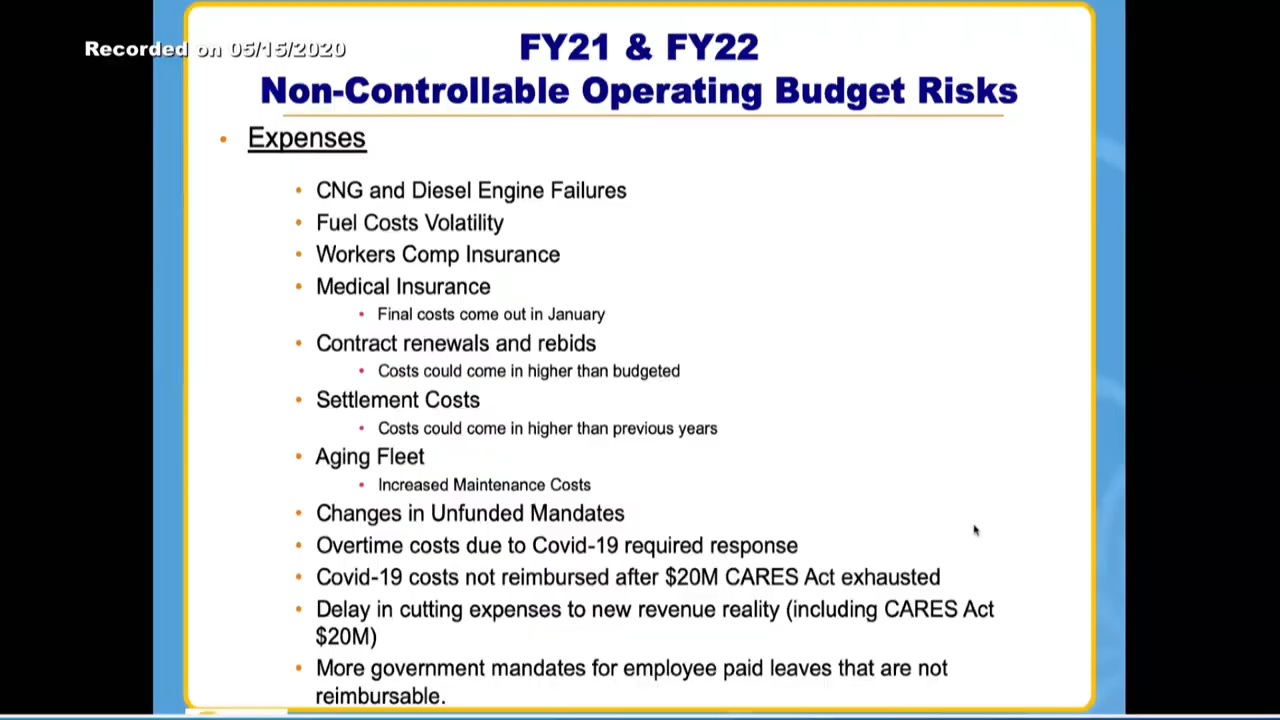 Recorded on 05/15/2020
FY21 & FY22
Non-Controllable Operating Budget Risks
• Expenses
• CNG and Diesel Engine Failures
• Fuel Costs Volatility
• Workers Comp Insurance
• Medical Insurance
• Final costs come out in January
• Contract renewals and rebids
• Costs could come in higher than budgeted
• Settlement Costs
• Costs could come in higher than previous years
• Aging Fleet
• Increased Maintenance Costs
• Changes in Unfunded Mandates
• Overtime costs due to Covid-19 required response
• Covid-19 costs not reimbursed after $20M CARES Act exhausted
• Delay in cutting expenses to new revenue reality (including CARES Act
$20M)
• More government mandates for employee paid leaves that are not
reimbursable.